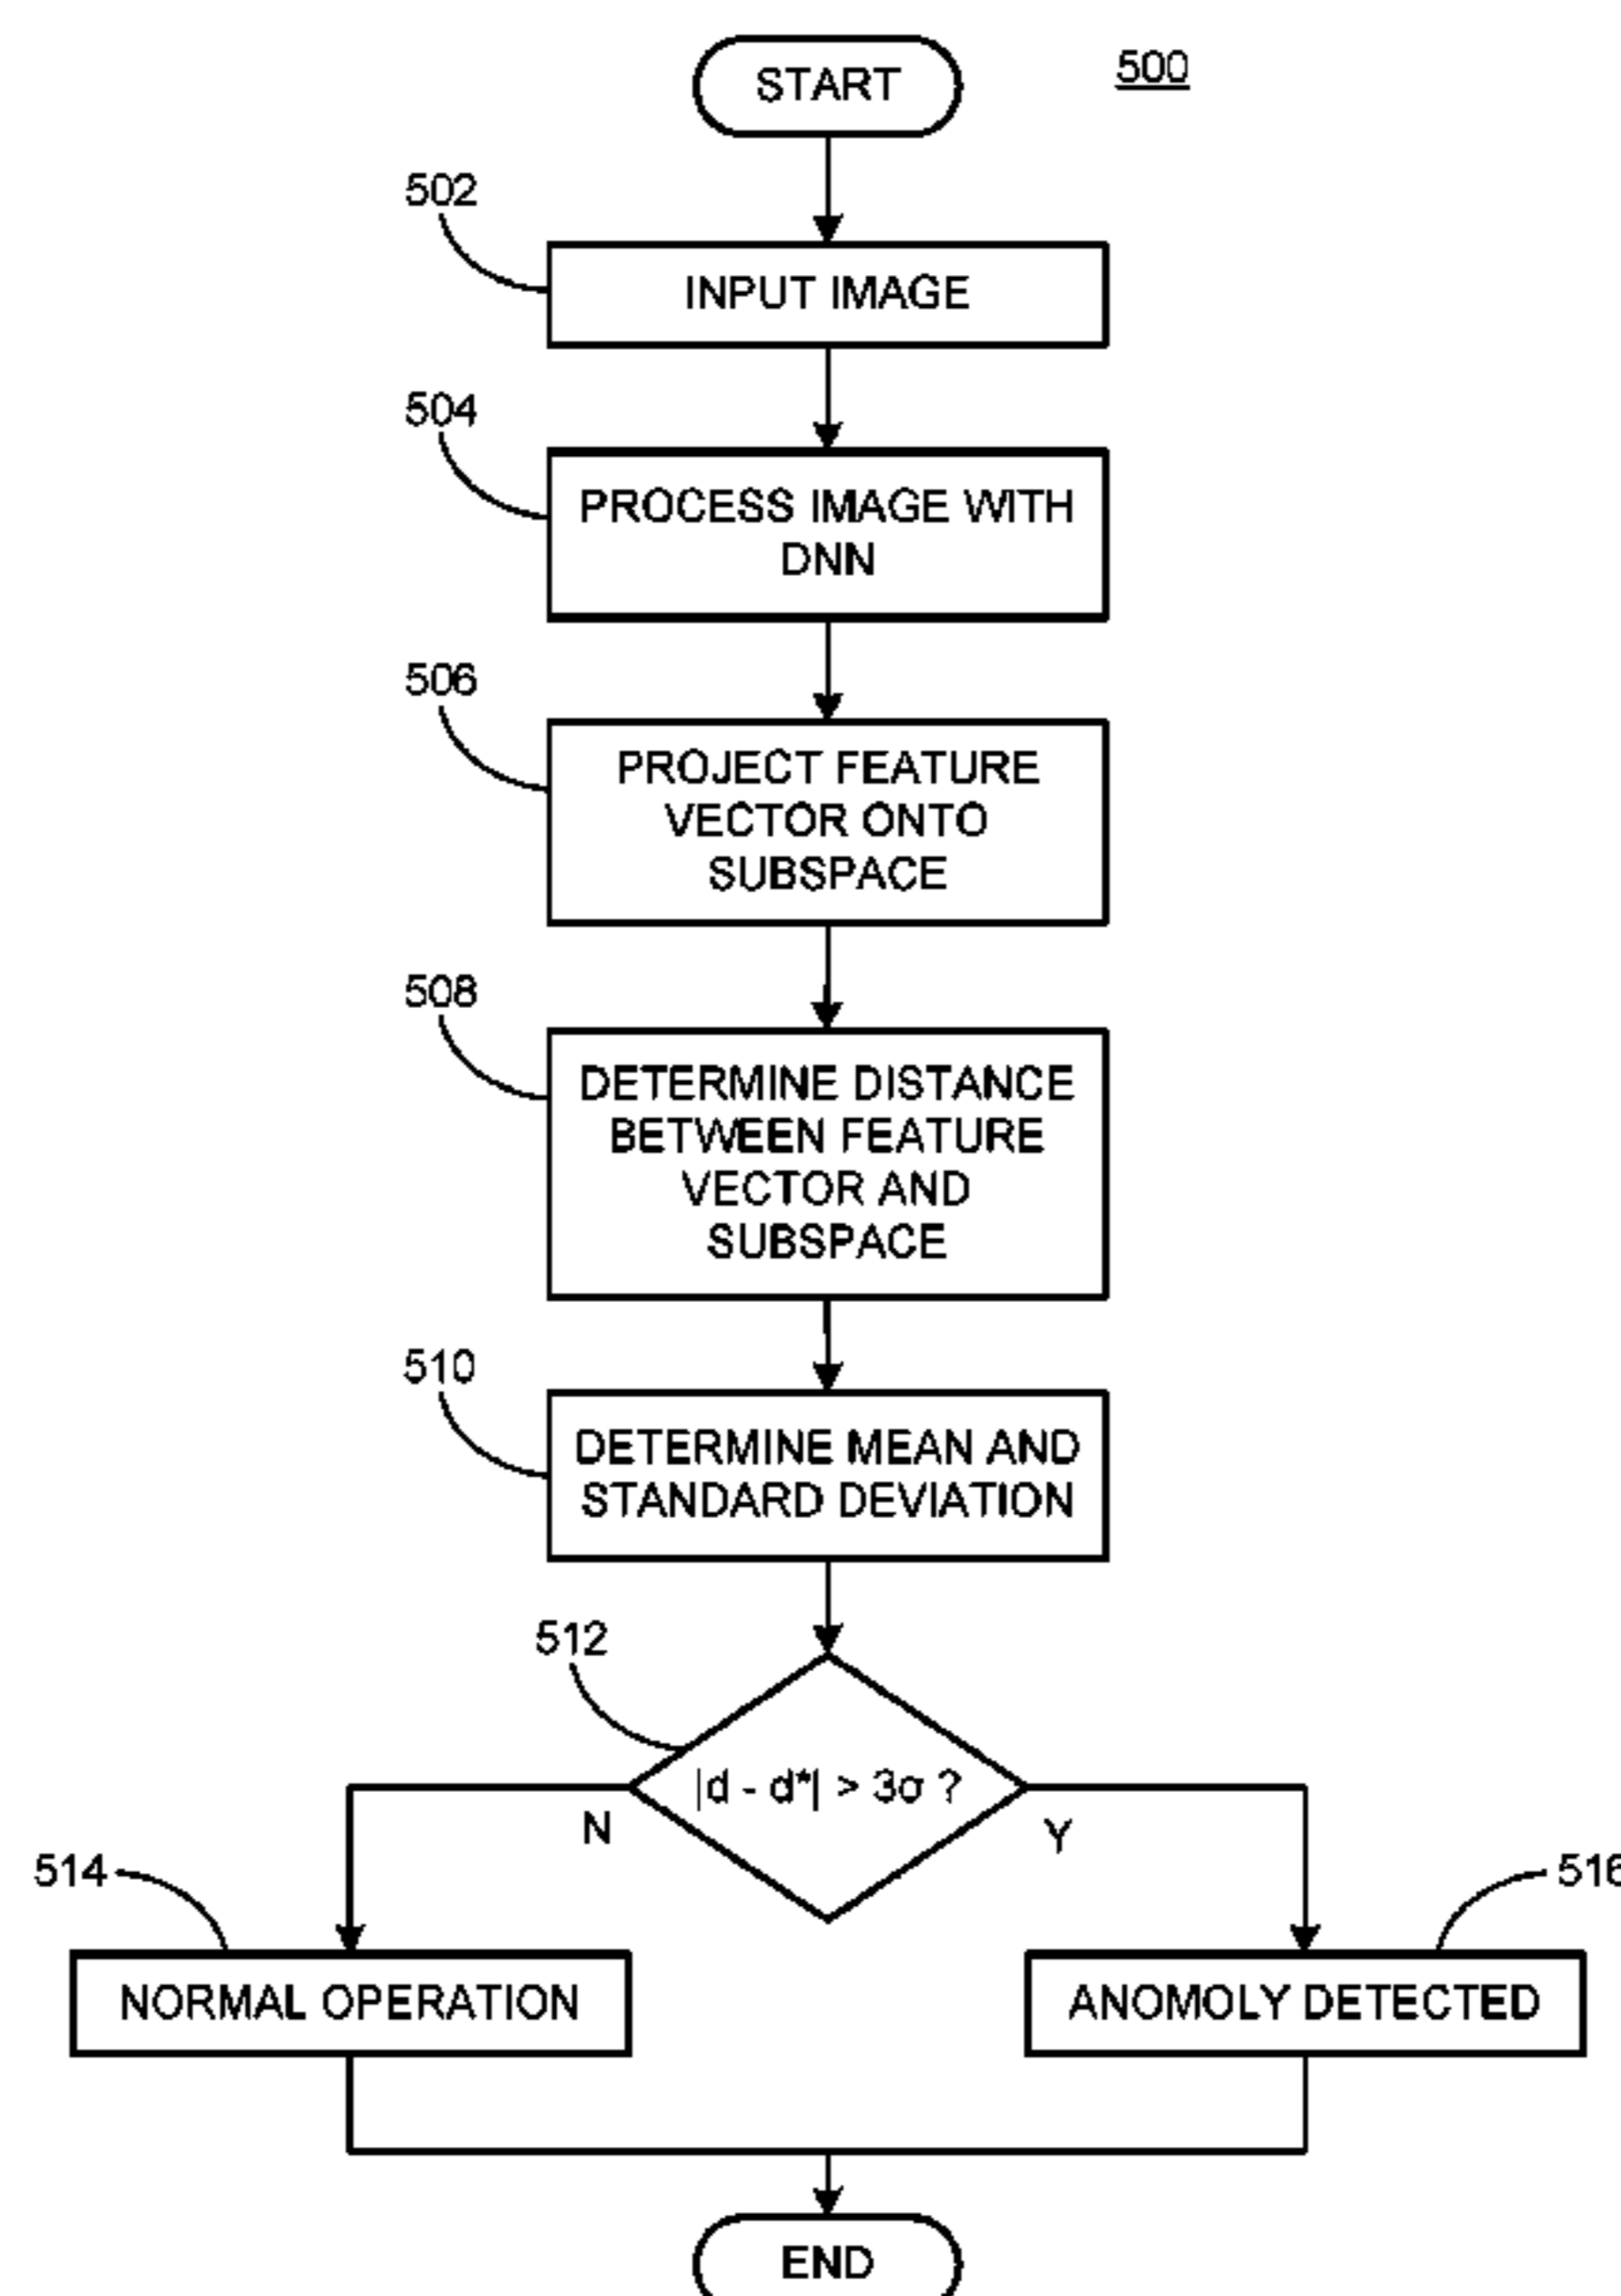 START
500
502
INPUT IMAGE
504
PROCESS IMAGE WITH
DNN
506
PROJECT FEATURE
VECTOR ONTO
SUBSPACE
508
DETERMINE DISTANCE
BETWEEN FEATURE
VECTOR AND
SUBSPACE
510
DETERMINE MEAN AND
STANDARD DEVIATION
512
|d - d*| > 3σ ?
N
Y
514
516
NORMAL OPERATION
ANOMOLY DETECTED
END